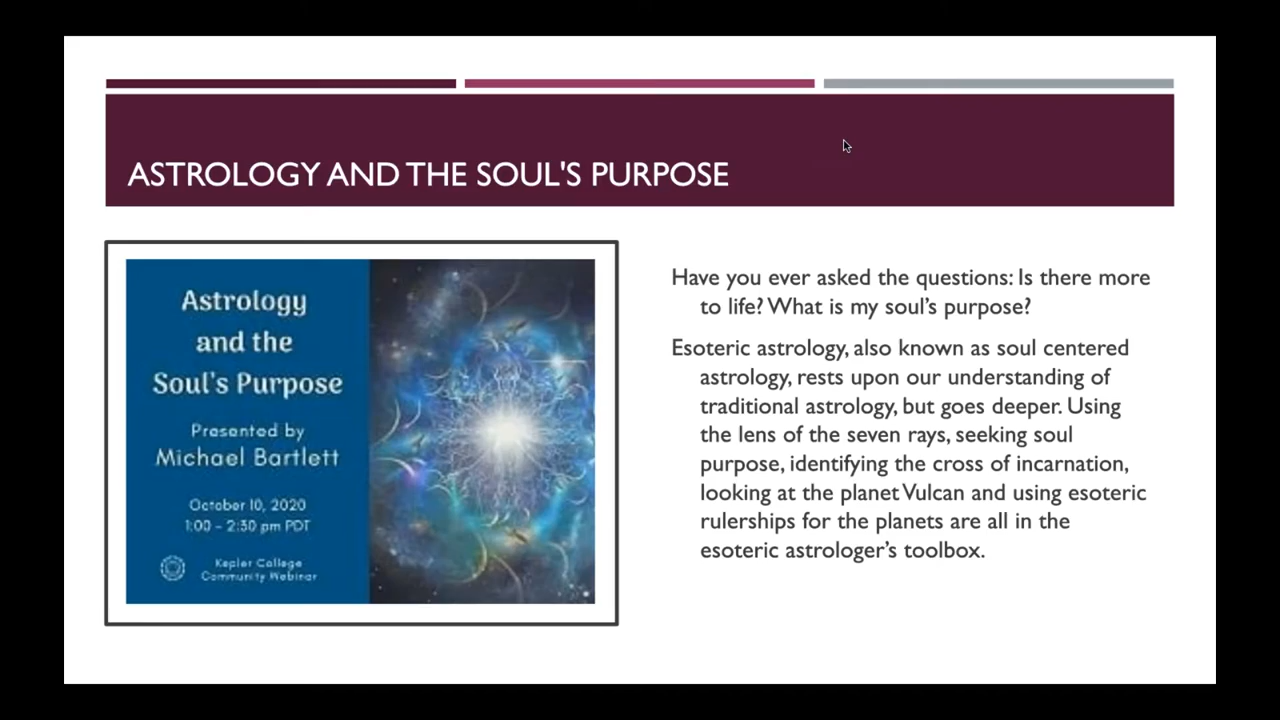 ASTROLOGY AND THE SOUL'S PURPOSE
Astrology
and the
Soul's Purpose
Presented by
Michael Bartlett
October 10, 2020
1:00 - 2:30 pm PDT
Kepler College
Community Webinar
Have you ever asked the questions: Is there more
to life? What is my soul’s purpose?
Esoteric astrology, also known as soul centered
astrology, rests upon our understanding of
traditional astrology, but goes deeper. Using
the lens of the seven rays, seeking soul
purpose, identifying the cross of incarnation,
looking at the planet Vulcan and using esoteric
rulerships for the planets are all in the
esoteric astrologer’s toolbox.